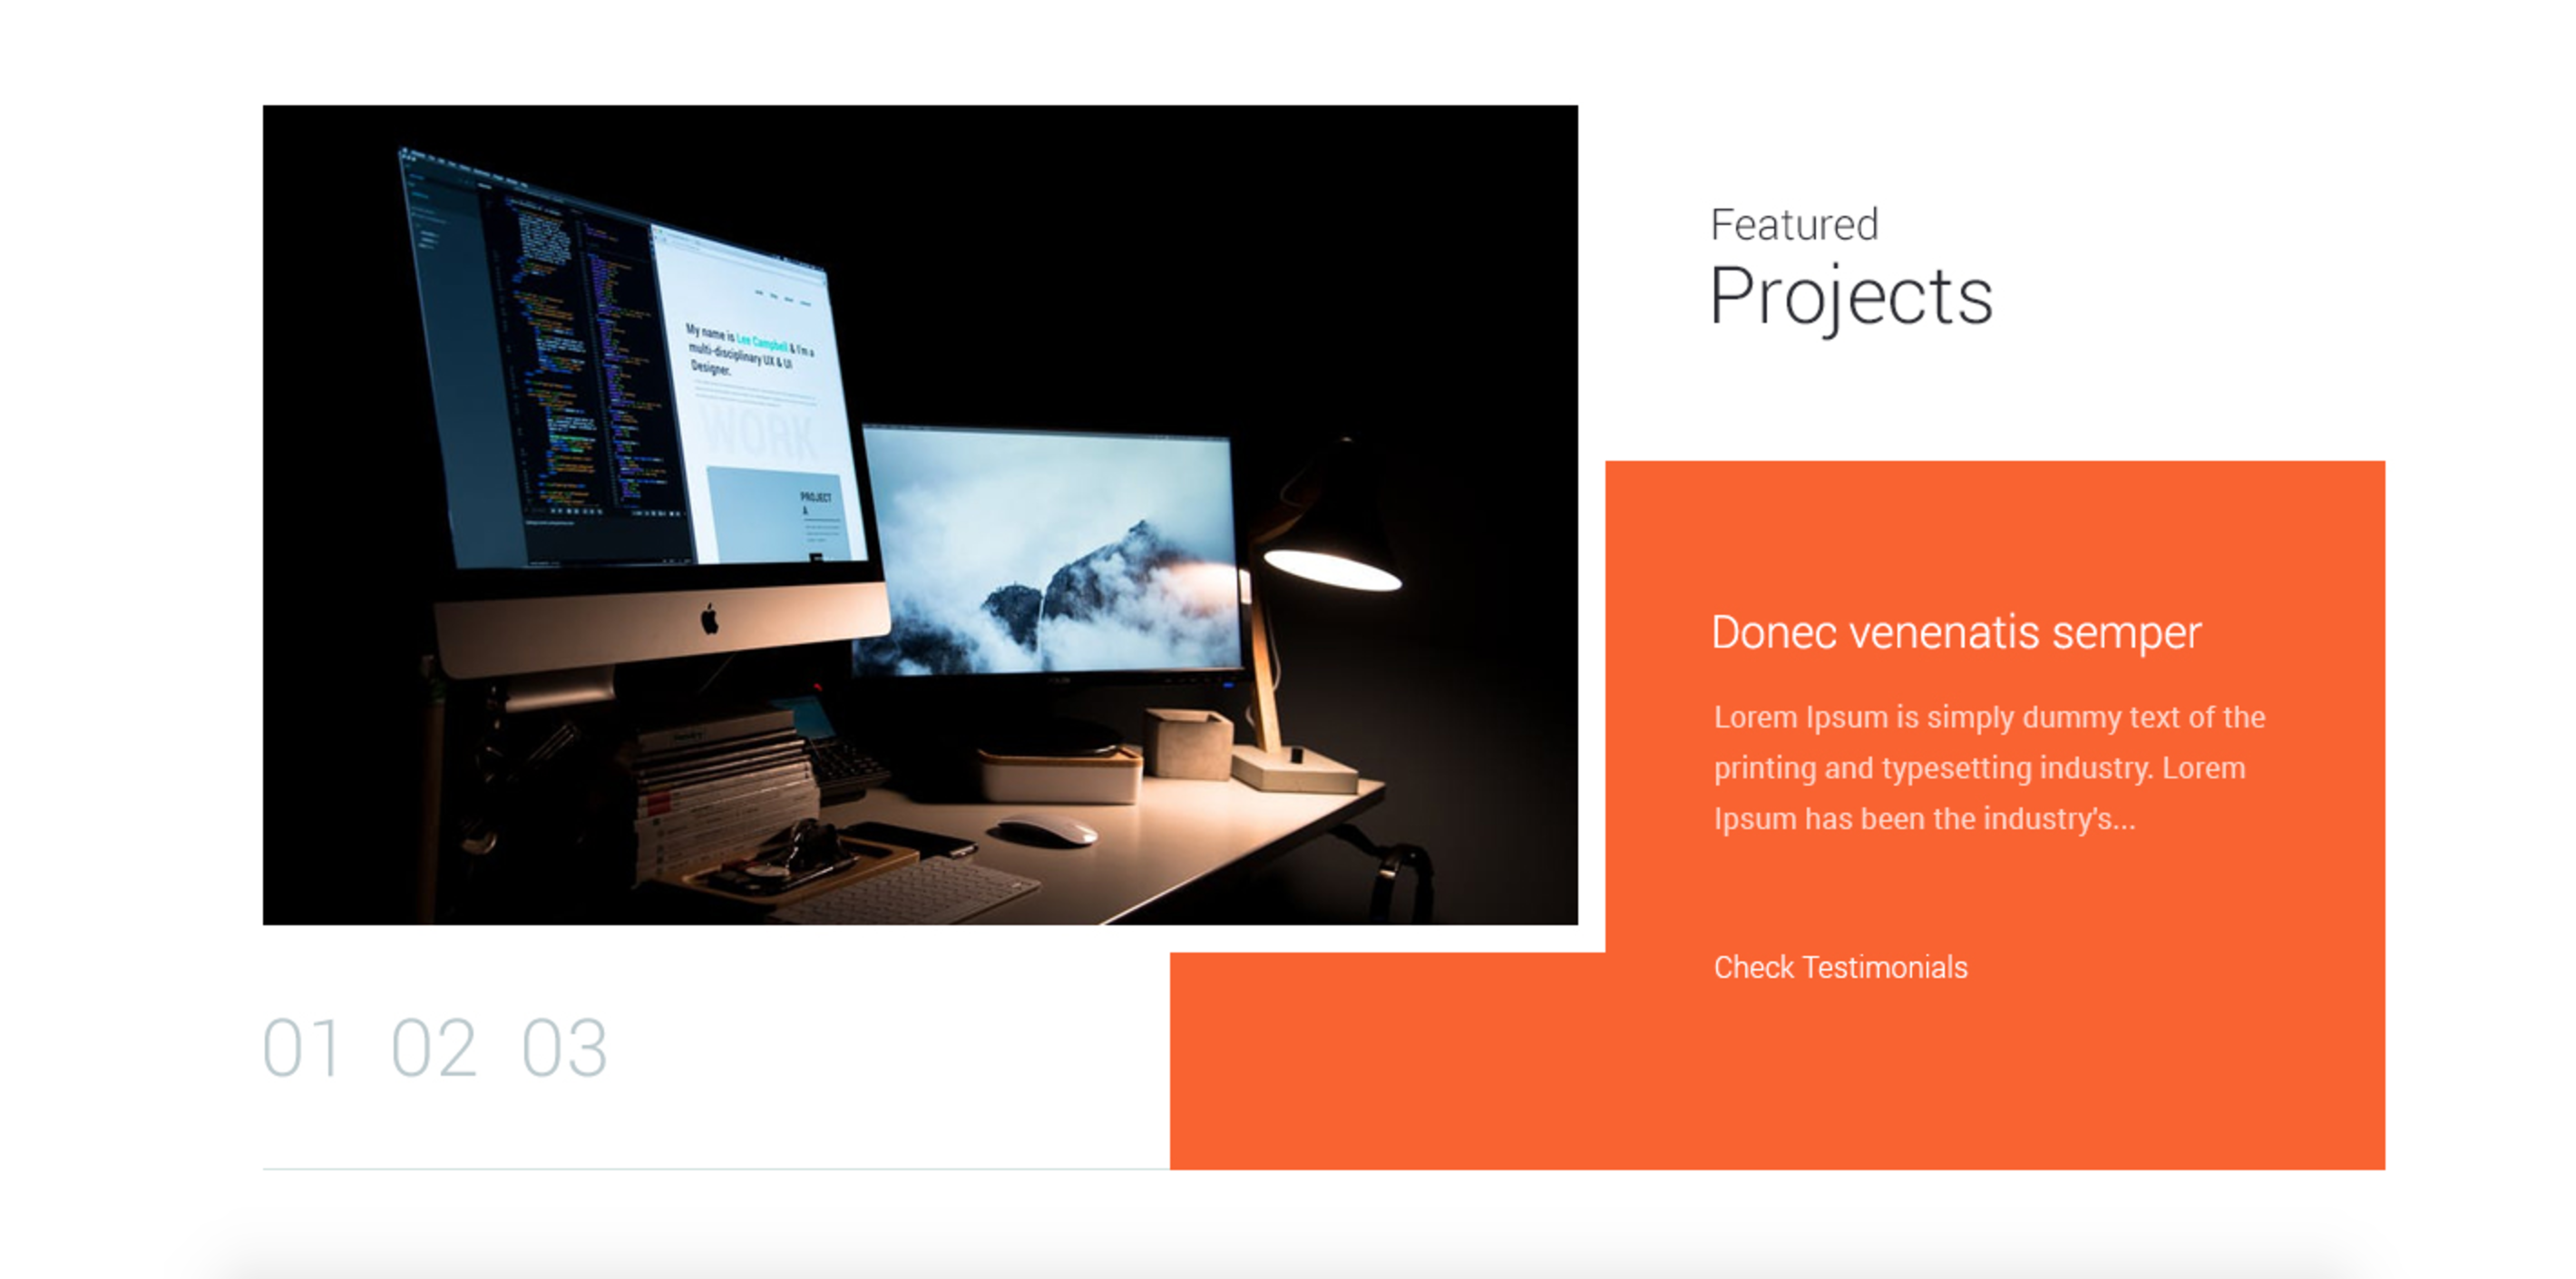 My name is Lee Campbell & I'm a
multi-disciplinary UX & UI
Designer.
WORK
PROJECT
A
Featured
Projects
Donec venenatis semper
Lorem Ipsum is simply dummy text of the
printing and typesetting industry. Lorem
Ipsum has been the industry's...
Check Testimonials
01 02 03